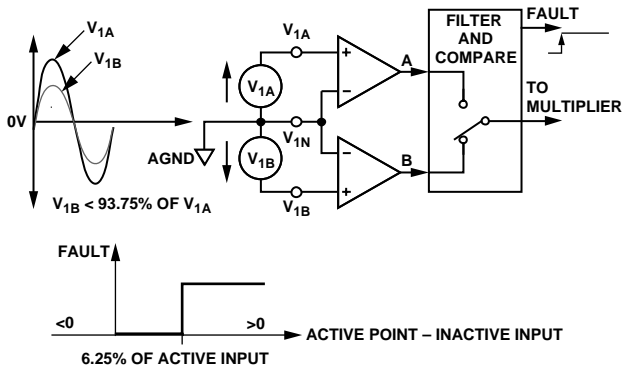 V1A
V1B
0V
V1B < 93.75% OF V1A
V1A
V1A
V1N
AGND
V1B
V1B
+
−
−
+
A
B
FILTER
AND
COMPARE
FAULT
TO
MULTIPLIER
FAULT
<0
>0
ACTIVE POINT – INACTIVE INPUT
6.25% OF ACTIVE INPUT